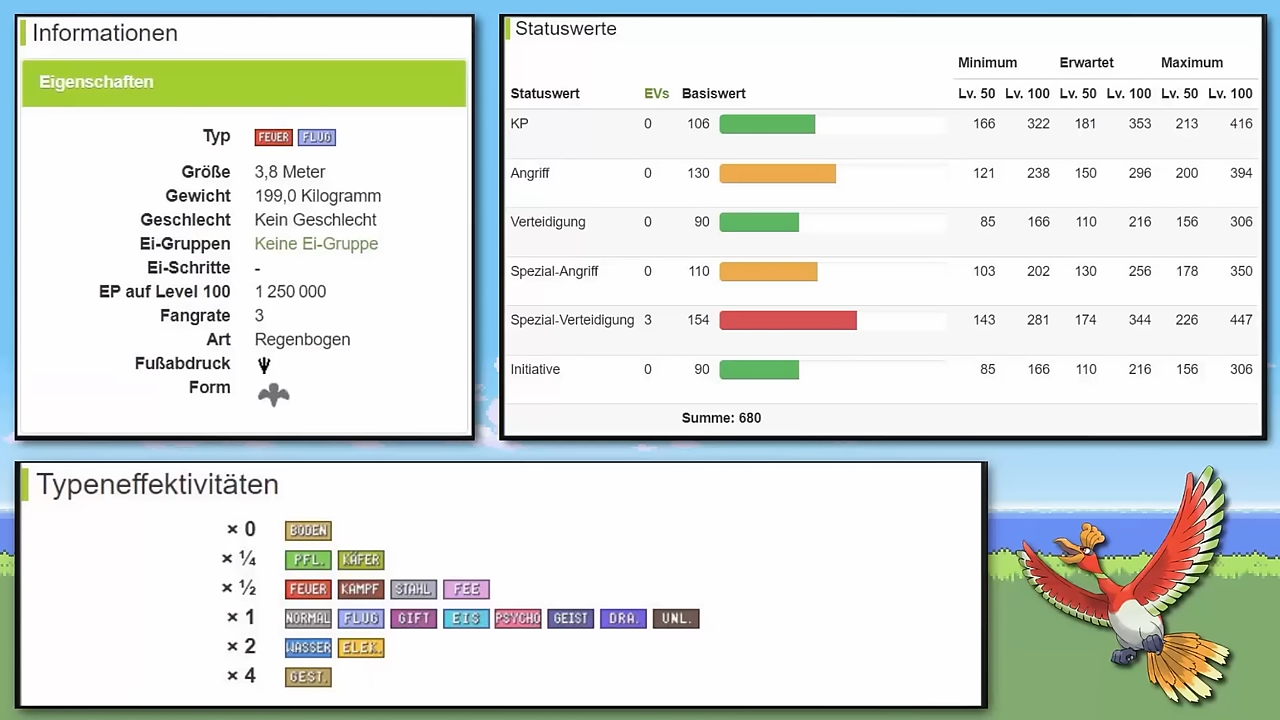 Informationen
Eigenschaften
Typ FEUER FLUG
Größe 3,8 Meter
Gewicht 199,0 Kilogramm
Geschlecht Kein Geschlecht
Ei-Gruppen Keine Ei-Gruppe
Ei-Schritte -
EP auf Level 100 1 250 000
Fangrate 3
Art Regenbogen
Fußabdruck
Form
Statuswerte
Minimum Erwartet Maximum
Statuswert EVs Basiswert Lv. 50 Lv. 100 Lv. 50 Lv. 100 Lv. 50 Lv. 100
KP 0 106 166 322 181 353 213 416
Angriff 0 130 121 238 150 296 200 394
Verteidigung 0 90 85 166 110 216 156 306
Spezial-Angriff 0 110 103 202 130 256 178 350
Spezial-Verteidigung 3 154 143 281 174 344 226 447
Initiative 0 90 85 166 110 216 156 306
Summe: 680
Typeneffektivitäten
× 0 BODEN
× ¼ PFL. KÄFER
× ½ FEUER KAMPF STAHL FEE
× 1 NORMAL FLUG GIFT EIS PSYCHO GEIST DRA. UNL.
× 2 WASSER ELEK.
× 4 GEST.